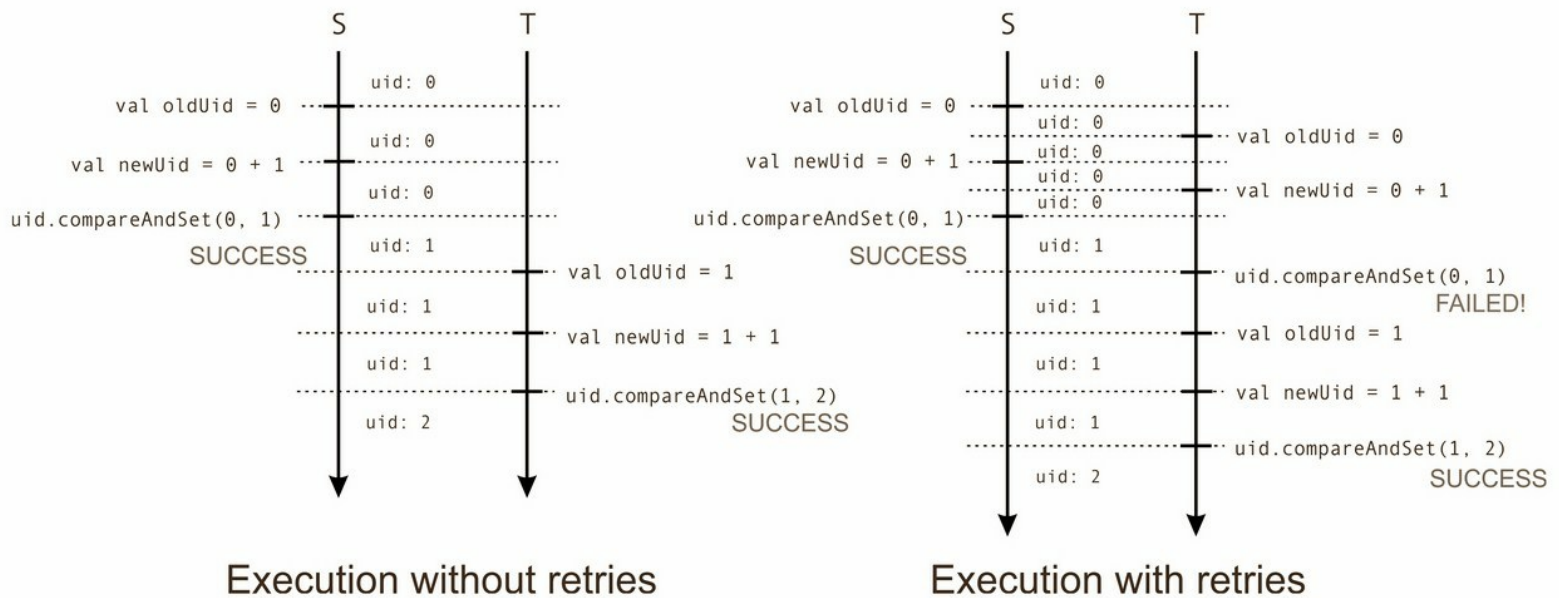 S T
uid: 0
val oldUid = 0
uid: 0
val newUid = 0 + 1
uid: 0
uid.compareAndSet(0, 1)
SUCCESS
uid: 1
val oldUid = 1
uid: 1
val newUid = 1 + 1
uid: 1
uid.compareAndSet(1, 2)
SUCCESS
uid: 2
Execution without retries
S T
uid: 0
val oldUid = 0
uid: 0
val oldUid = 0
uid: 0
val newUid = 0 + 1
uid: 0
val newUid = 0 + 1
uid: 0
uid.compareAndSet(0, 1)
SUCCESS
uid: 1
uid.compareAndSet(0, 1)
FAILED!
uid: 1
val oldUid = 1
uid: 1
val newUid = 1 + 1
uid: 1
uid.compareAndSet(1, 2)
SUCCESS
uid: 2
Execution with retries